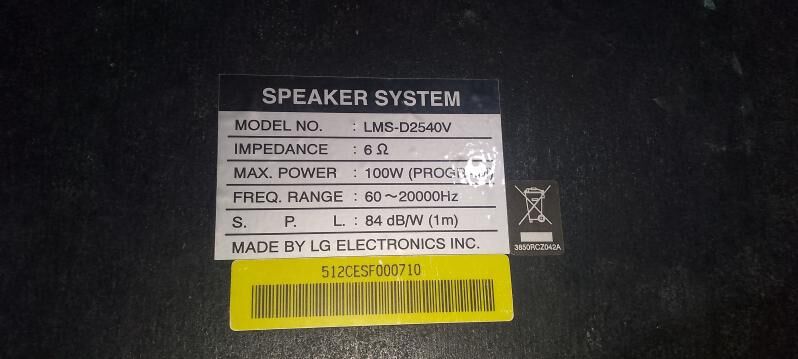 SPEAKER SYSTEM
MODEL NO. : LMS-D2540V
IMPEDANCE : 6 Ω
MAX. POWER : 100W
FREQ. RANGE : 60~20000Hz
S. P. L. : 84 dB/W (1m)
MADE BY LG ELECTRONICS INC.
3850RCZ042A
512CESF000710